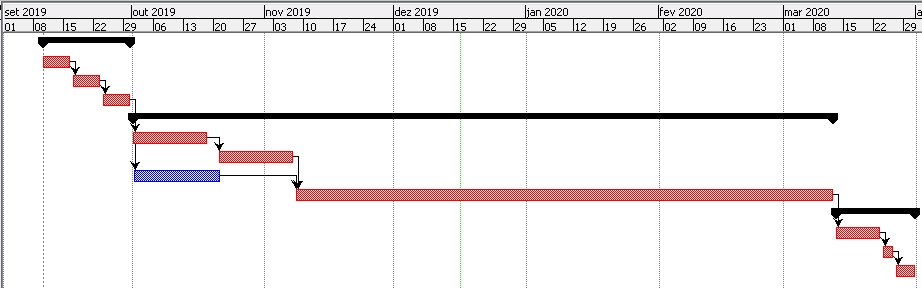 set 2019 out 2019 nov 2019 dez 2019 jan 2020 fev 2020 mar 2020 a
01 08 15 22 29 06 13 20 27 03 10 17 24 01 08 15 22 29 05 12 19 26 02 09 16 23 01 08 15 22 29